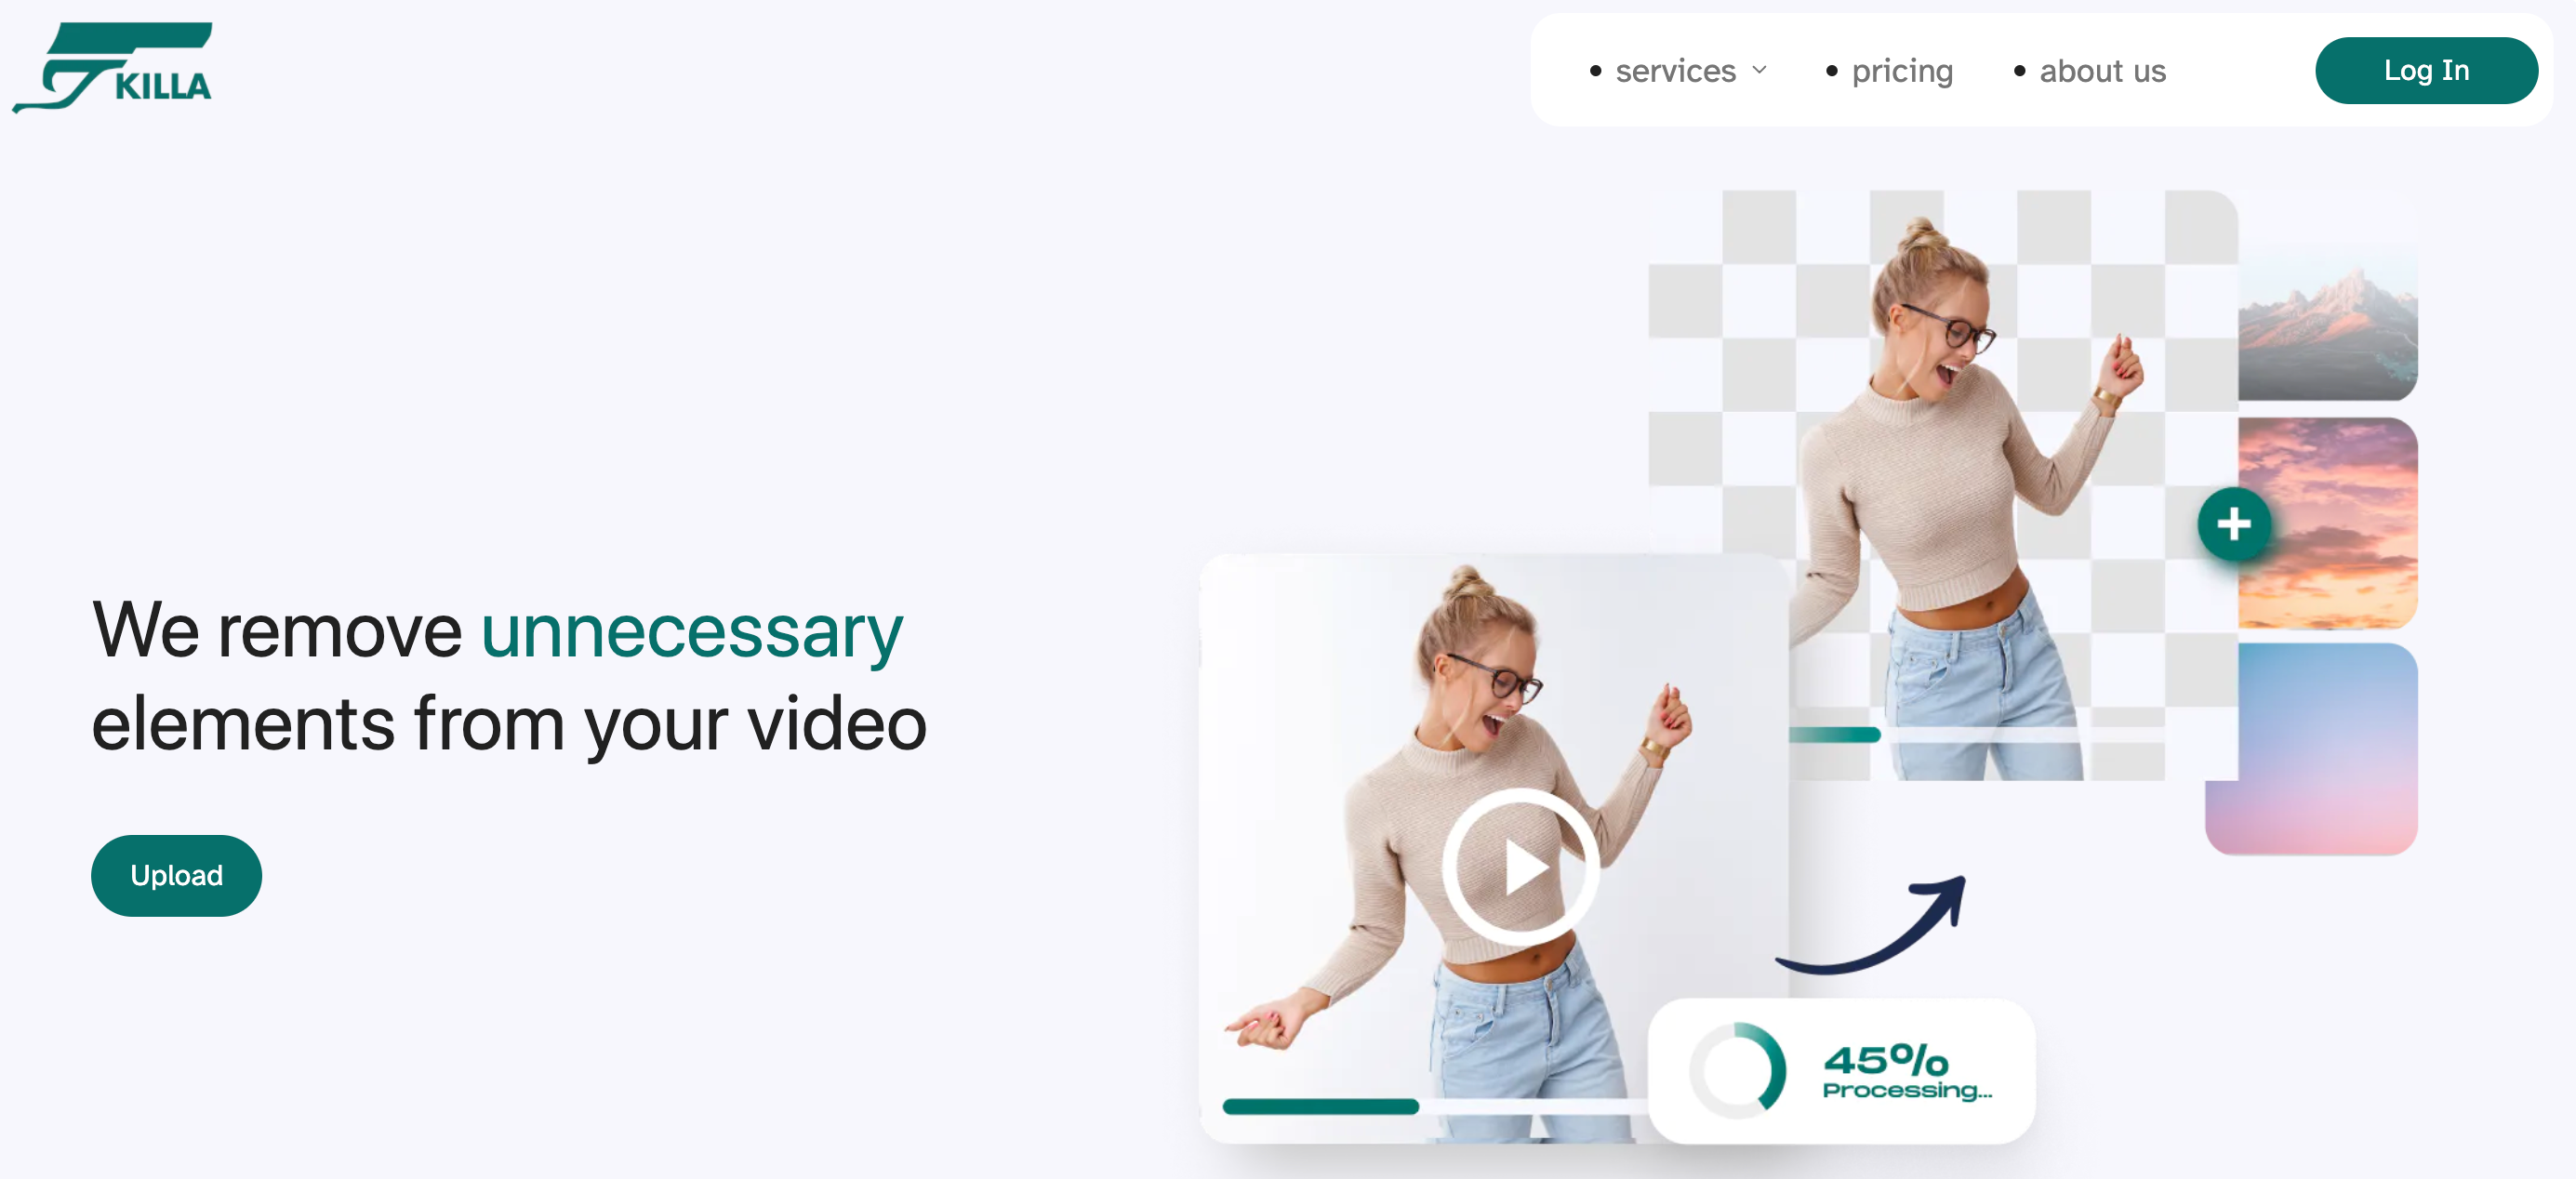 KILLA
services
pricing
about us
Log In
We remove unnecessary
elements from your video
Upload
45%
Processing...